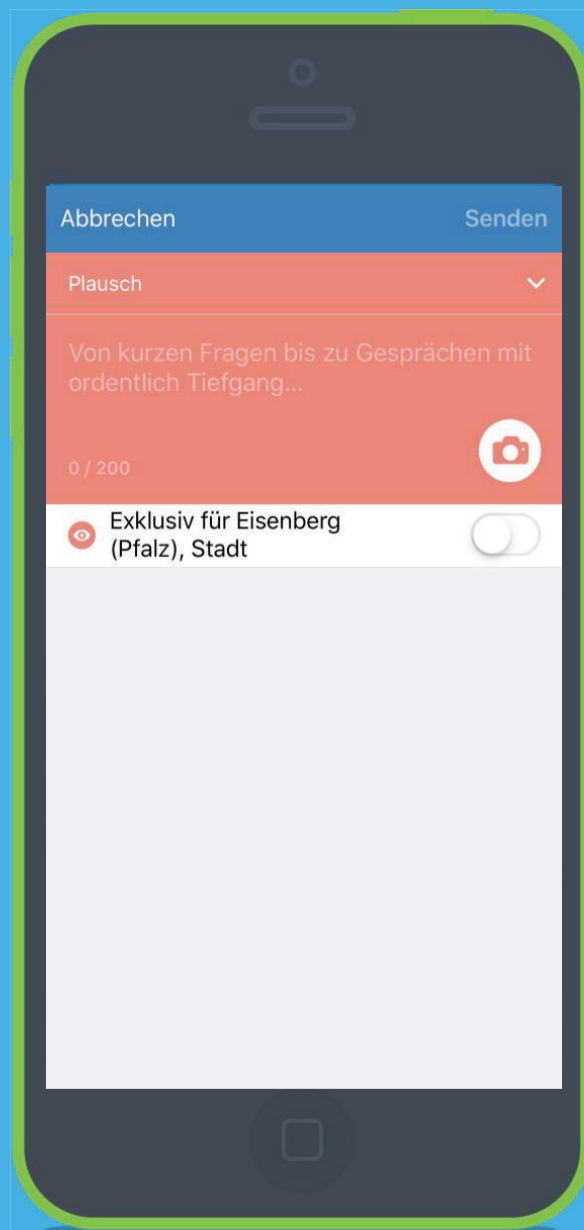 Abbrechen Senden
Plausch
Von kurzen Fragen bis zu Gesprächen mit
ordentlich Tiefgang...
0 / 200
Exklusiv für Eisenberg
(Pfalz), Stadt